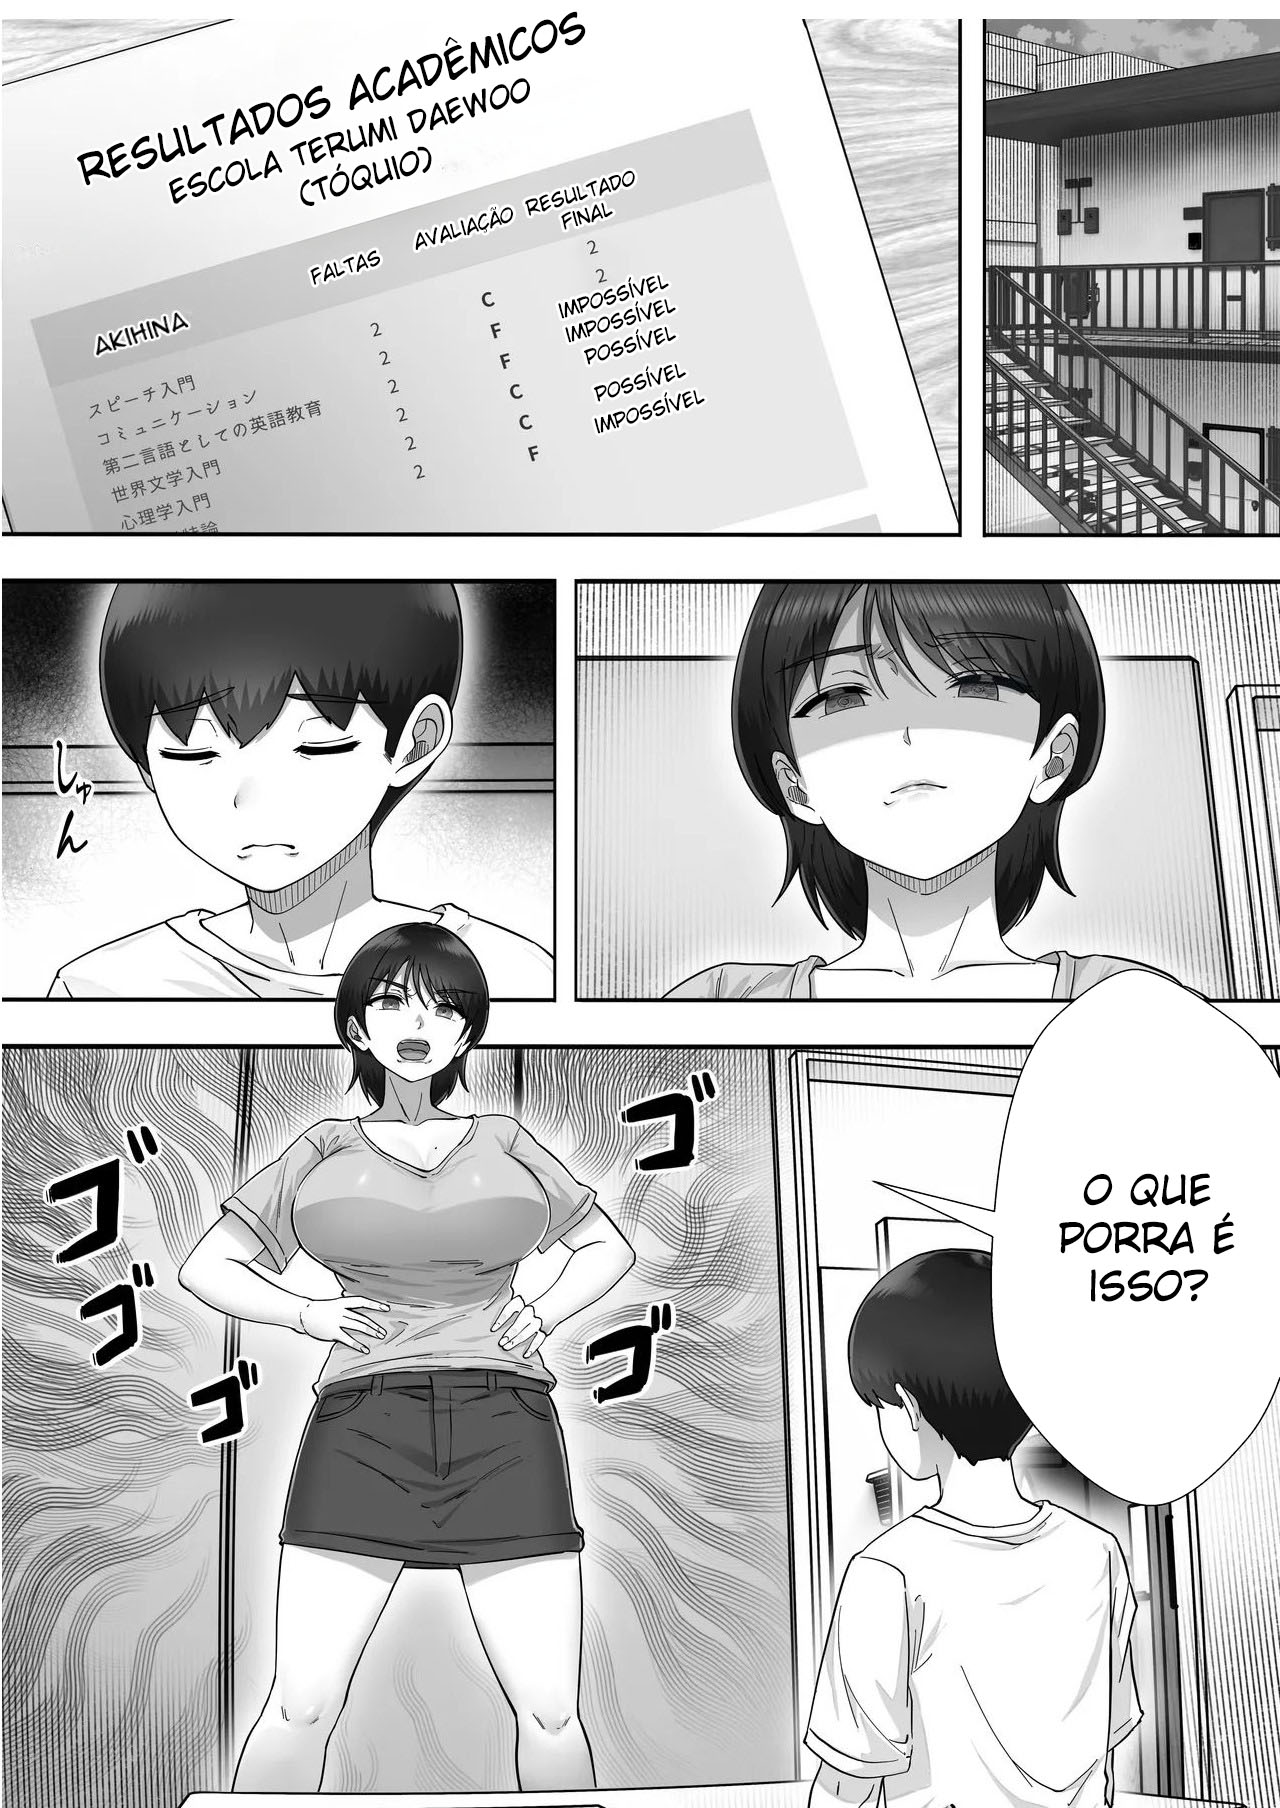 RESULTADOS ACADÊMICOS
ESCOLA TERUMI DAEWOO
(TÓQUIO)
FALTAS AVALIAÇÃO RESULTADO
FINAL
AKIHINA
2
2
スピーチ入門 2 C IMPOSSÍVEL
コミュニケーション 2 F IMPOSSÍVEL
第二言語としての英語教育 2 F POSSÍVEL
世界文学入門 2 C POSSÍVEL
心理学入門 2 C IMPOSSÍVEL
2 F
しゅん
O QUE
PORRA É
ISSO?
ゴ
ゴ
ゴ
ゴ
ゴ
ゴ